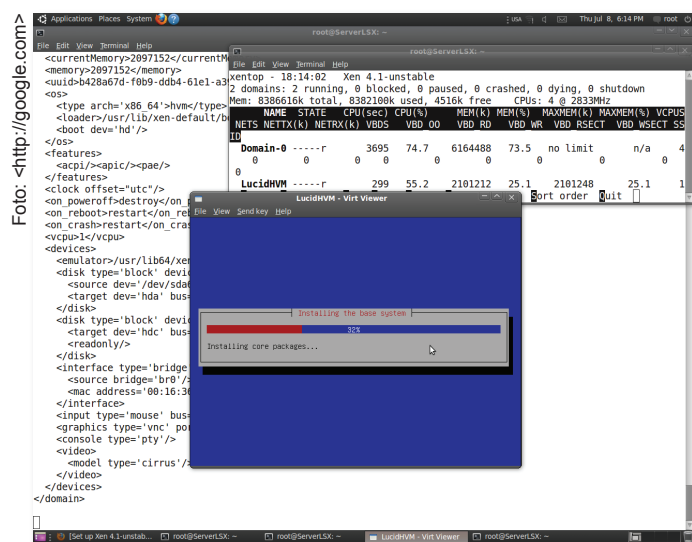 Foto: <http://google.com>
Applications Places System
USA Thu Jul 8, 6:14 PM root
root@ServerLSX: ~
File Edit View Terminal Help
<currentMemory>2097152</currentM
<memory>2097152</memory>
<uuid>b428a67d-f0b9-ddb4-61e1-a3
<os>
<type arch='x86_64'>hvm</type>
<loader>/usr/lib/xen-default/b
<boot dev='hd'/>
</os>
<features>
<acpi/><apic/><pae/>
</features>
<clock offset="utc"/>
<on_poweroff>destroy</on_p
<on_reboot>restart</on_reb
<on_crash>restart</on_cras
<vcpu>1</vcpu>
<devices>
<emulator>/usr/lib64/xen
<disk type='block' devic
<source dev='/dev/sda6
<target dev='hda' bus=
</disk>
<disk type='block' devic
<target dev='hdc' bus=
<readonly/>
</disk>
<interface type='bridge
<source bridge='br0'/>
<mac address='00:16:36
</interface>
<input type='mouse' bus=
<graphics type='vnc' por
<console type='pty'/>
<video>
<model type='cirrus'/>
</video>
</devices>
</domain>
root@ServerLSX: ~
File Edit View Terminal Help
xentop - 18:14:02 Xen 4.1-unstable
2 domains: 2 running, 0 blocked, 0 paused, 0 crashed, 0 dying, 0 shutdown
Mem: 8386616k total, 8382100k used, 4516k free CPUs: 4 @ 2833MHz
NAME STATE CPU(sec) CPU(%) MEM(k) MEM(%) MAXMEM(k) MAXMEM(%) VCPUS
NETS NETTX(k) NETRX(k) VBDS VBD_OO VBD_RD VBD_WR VBD_RSECT VBD_WSECT SS
ID
Domain-0 -----r 3695 74.7 6164488 73.5 no limit n/a 4
0 0 0 0 0 0 0 0 0
0
LucidHVM -----r 299 55.2 2101212 25.1 2101248 25.1 1
Sort order Quit
LucidHVM - Virt Viewer
File View Send key Help
Installing the base system
32%
Installing core packages...
[Set up Xen 4.1-unstab... root@ServerLSX: ~ root@ServerLSX: ~ LucidHVM - Virt Viewer root@ServerLSX: ~